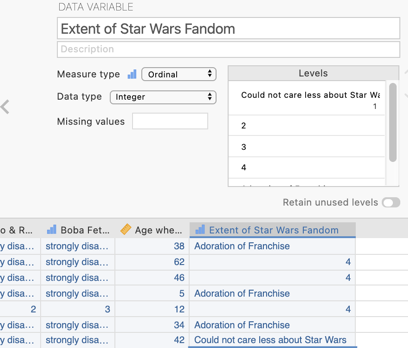 DATA VARIABLE
Extent of Star Wars Fandom
Description
Measure type Ordinal
Levels
Data type Integer
Could not care less about Star Wa
1
Missing values
2
3
4
Retain unused levels
o & R... Boba Fet... Age whe... Extent of Star Wars Fandom
y disa... strongly disa... 38 Adoration of Franchise
y disa... strongly disa... 62 4
y disa... strongly disa... 46 4
y disa... strongly disa... 5 Adoration of Franchise
2 3 12 4
y disa... strongly disa... 34 Adoration of Franchise
y disa... strongly disa... 42 Could not care less about Star Wars